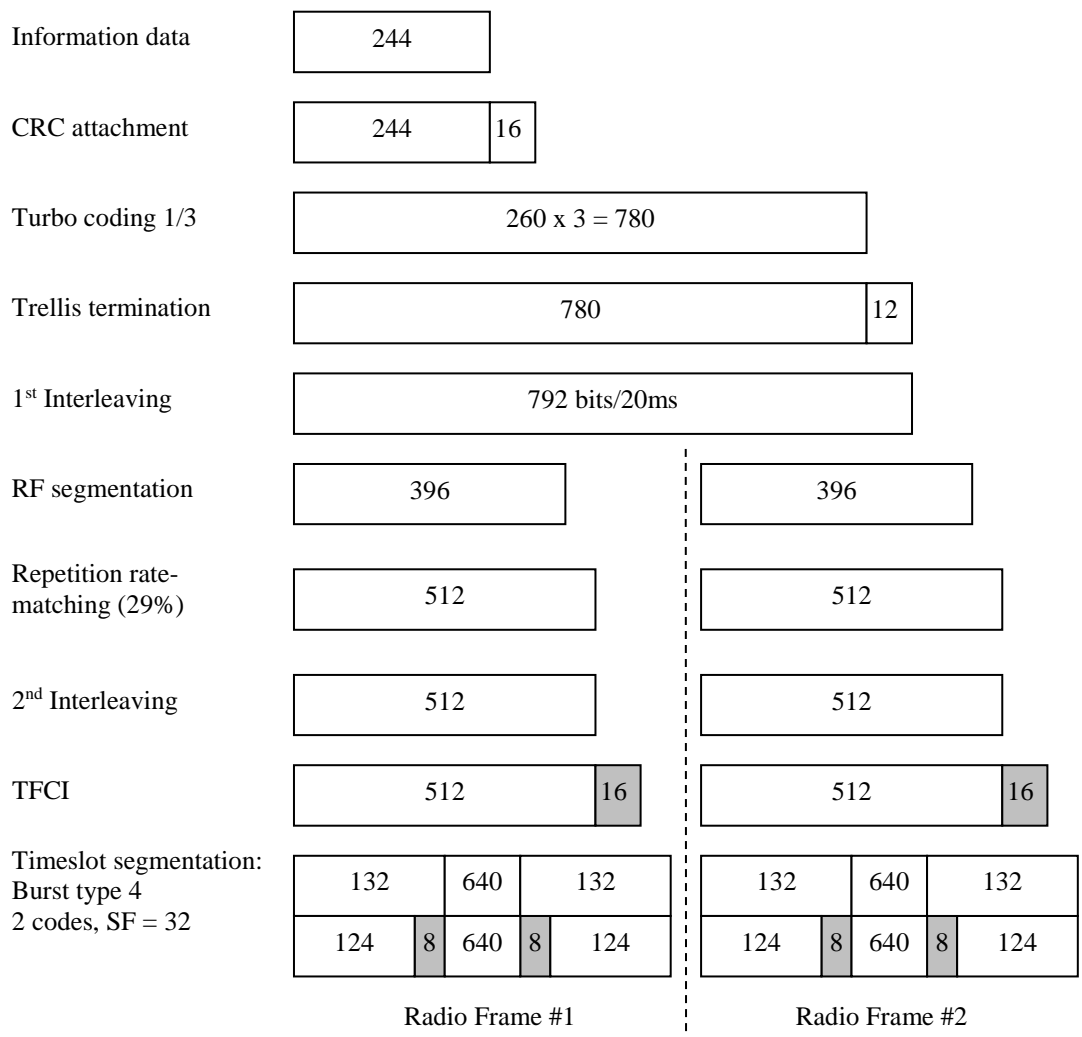 Information data
244
CRC attachment
244 16
Turbo coding 1/3
260 x 3 = 780
Trellis termination
780 12
1st Interleaving
792 bits/20ms
RF segmentation
396 396
Repetition rate-
matching (29%)
512 512
2nd Interleaving
512 512
TFCI
512 16 512 16
Timeslot segmentation:
Burst type 4
2 codes, SF = 32
132 640 132 132 640 132
124 8 640 8 124 124 8 640 8 124
Radio Frame #1 Radio Frame #2